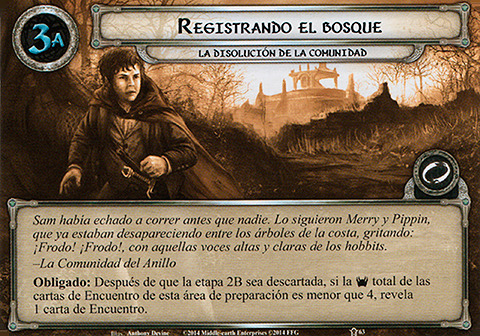 3A
REGISTRANDO EL BOSQUE
LA DISOLUCIÓN DE LA COMUNIDAD
Sam había echado a correr antes que nadie. Lo siguieron Merry y Pippin,
que ya estaban desapareciendo entre los árboles de la costa, gritando:
¡Frodo! ¡Frodo!, con aquellas voces altas y claras de los hobbits.
–La Comunidad del Anillo
Obligado: Después de que la etapa 2B sea descartada, si la total de las
cartas de Encuentro de esta área de preparación es menor que 4, revela
1 carta de Encuentro.
Ilus. Anthony Devine ©2014 Middle-earth Enterprises ©2014 FFG 63